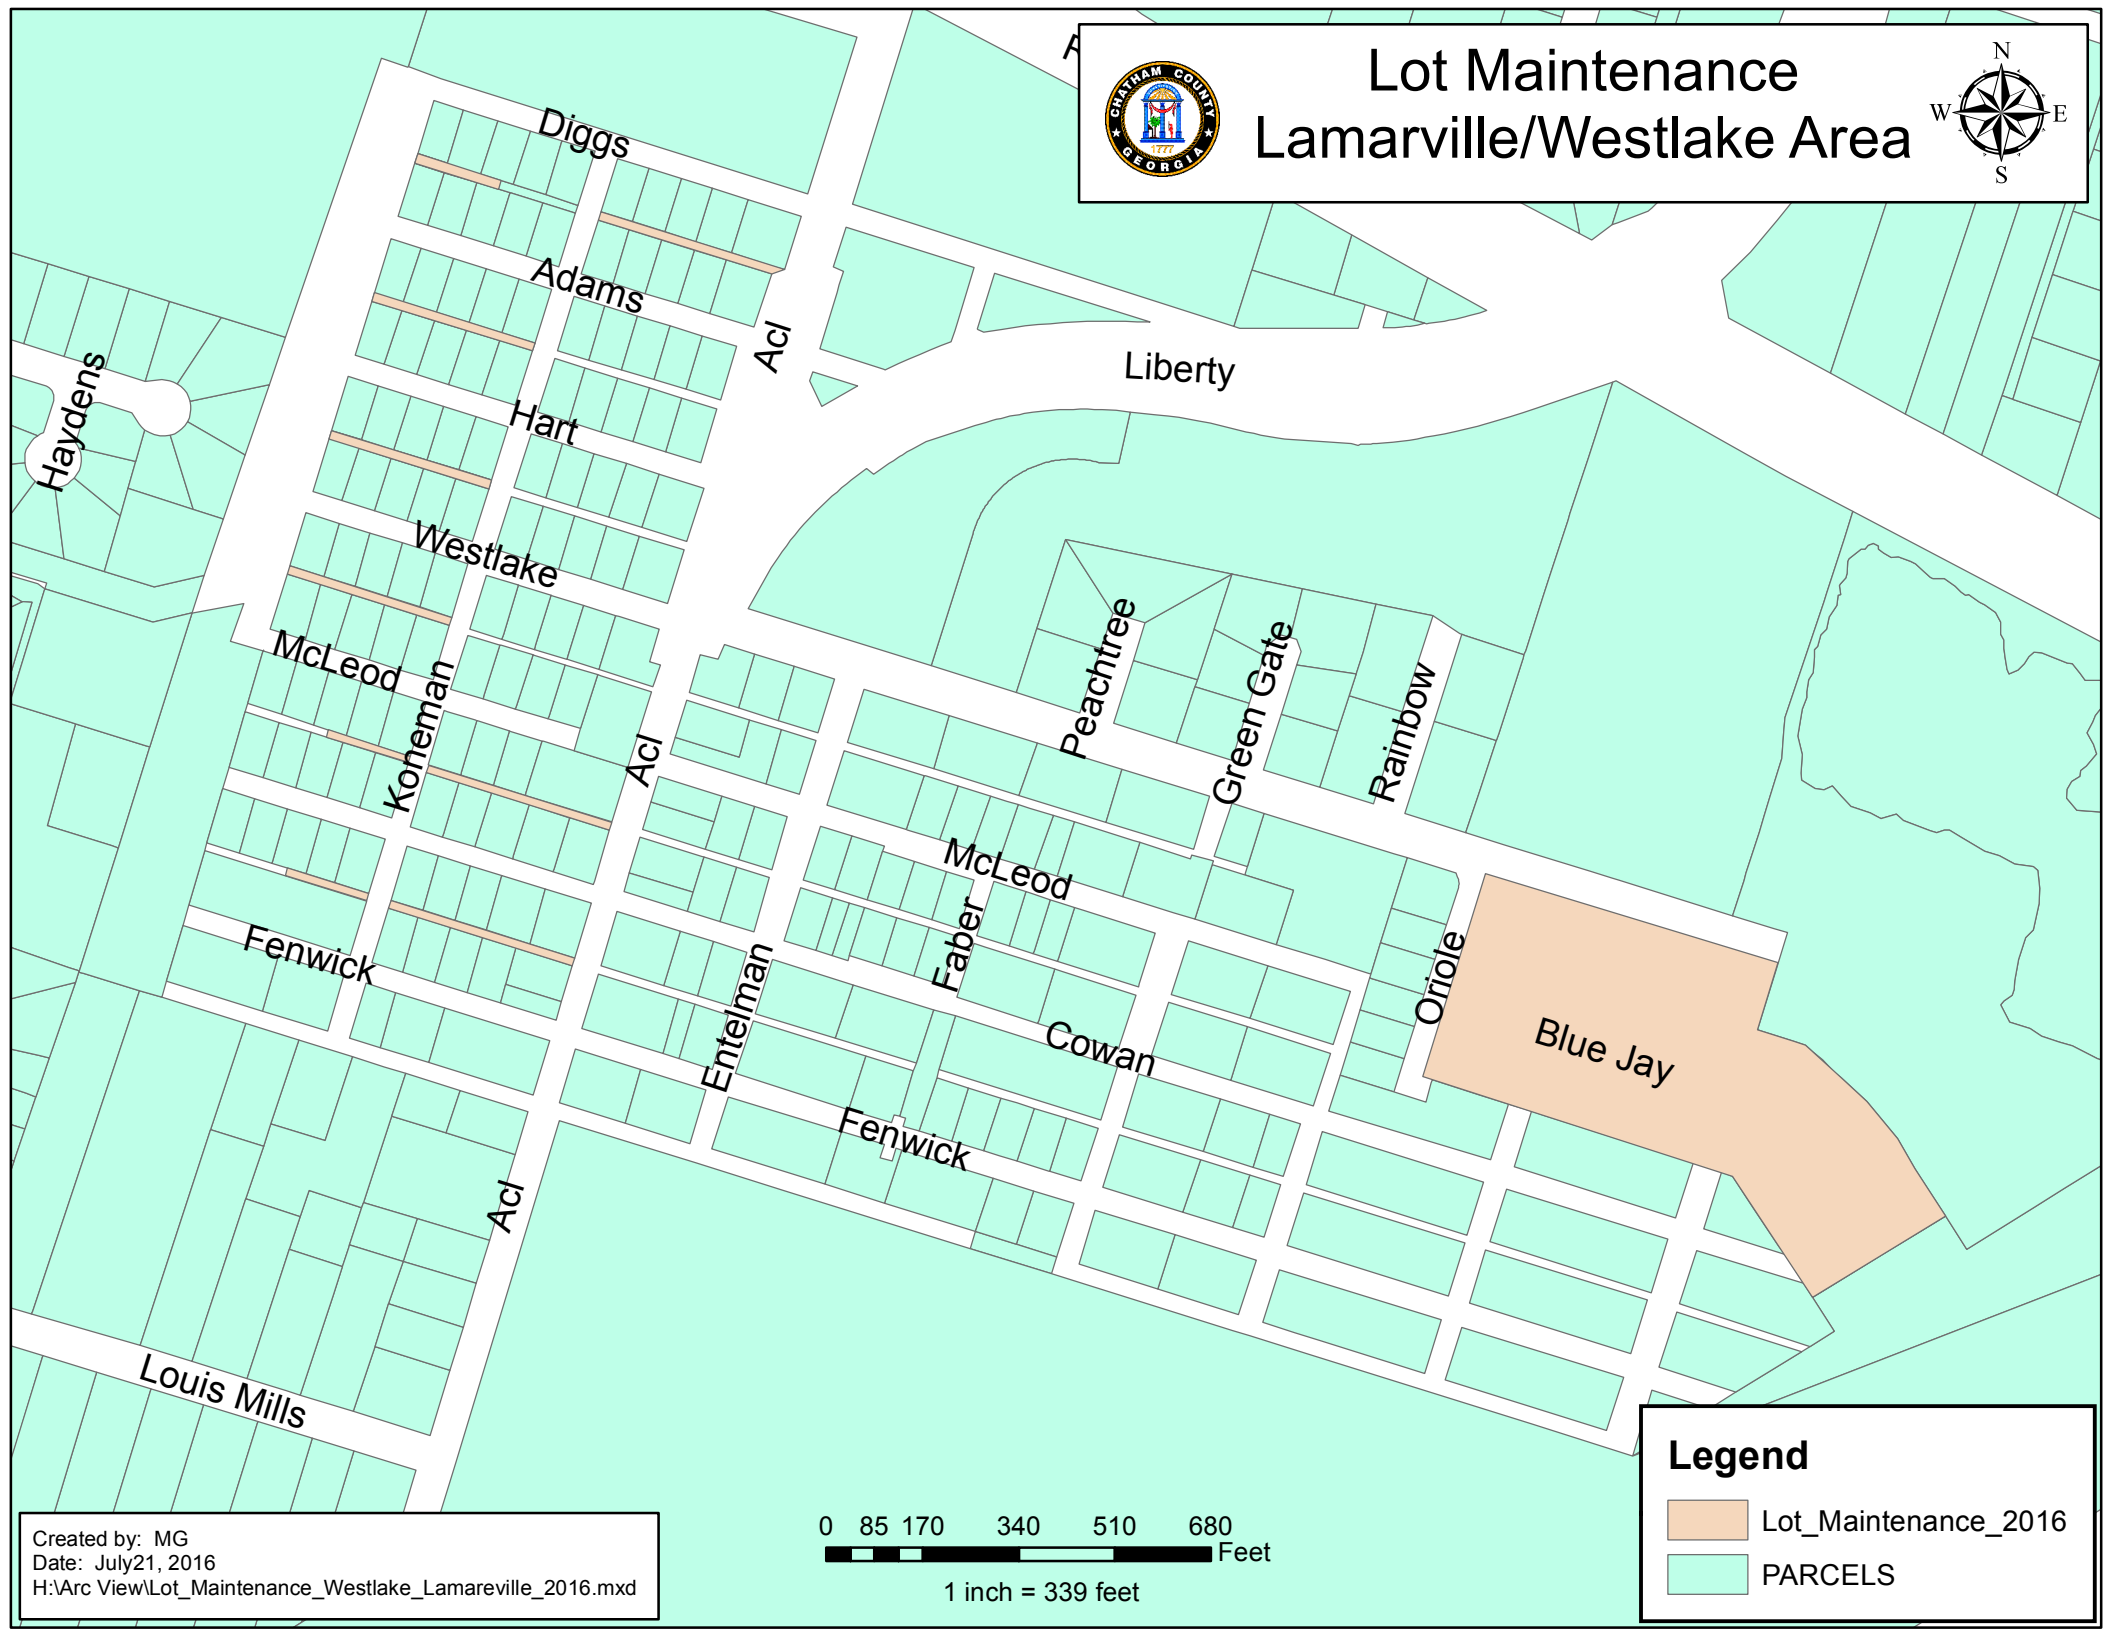 Lot Maintenance
Lamarville/Westlake Area
CHATHAM COUNTY
GEORGIA
1777
N
W
E
S
Diggs
Adams
Acl
Liberty
Haydens
Hart
Westlake
McLeod
Koneman
Acl
Peachtree
Green Gate
Rainbow
McLeod
Faber
Oriole
Fenwick
Entelman
Cowan
Blue Jay
Fenwick
Acl
Louis Mills
Legend
Lot_Maintenance_2016
PARCELS
0 85 170 340 510 680
Feet
1 inch = 339 feet
Created by: MG
Date: July21, 2016
H:\Arc View\Lot_Maintenance_Westlake_Lamareville_2016.mxd